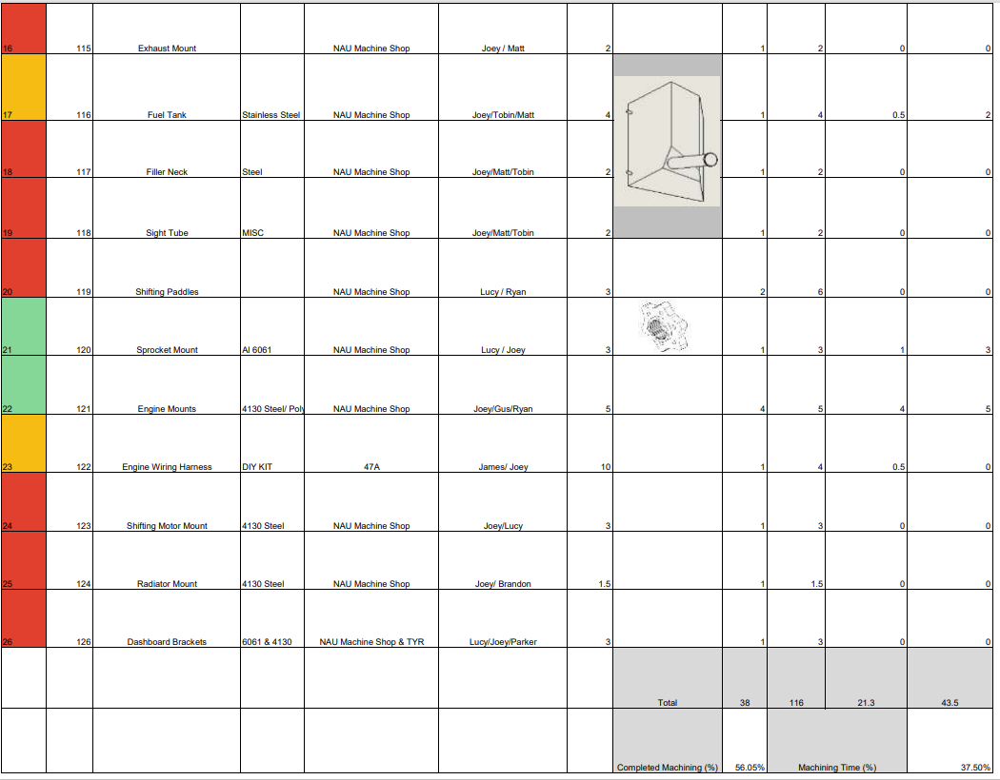 16 115 Exhaust Mount NAU Machine Shop Joey / Matt 2 1 2 0 0
17 116 Fuel Tank Stainless Steel NAU Machine Shop Joey/Tobin/Matt 4 1 4 0.5 2
18 117 Filler Neck Steel NAU Machine Shop Joey/Matt/Tobin 2 1 2 0 0
19 118 Sight Tube MISC NAU Machine Shop Joey/Matt/Tobin 2 1 2 0 0
20 119 Shifting Paddles NAU Machine Shop Lucy / Ryan 3 2 6 0 0
21 120 Sprocket Mount Al 6061 NAU Machine Shop Lucy / Joey 3 1 3 1 3
22 121 Engine Mounts 4130 Steel/ Poly NAU Machine Shop Joey/Gus/Ryan 5 4 5 4 5
23 122 Engine Wiring Harness DIY KIT 47A James/ Joey 10 1 4 0.5 0
24 123 Shifting Motor Mount 4130 Steel NAU Machine Shop Joey/Lucy 3 1 3 0 0
25 124 Radiator Mount 4130 Steel NAU Machine Shop Joey/ Brandon 1.5 1 1.5 0 0
26 126 Dashboard Brackets 6061 & 4130 NAU Machine Shop & TYR Lucy/Joey/Parker 3 1 3 0 0
Total 38 116 21.3 43.5
Completed Machining (%) 56.05% Machining Time (%) 37.50%